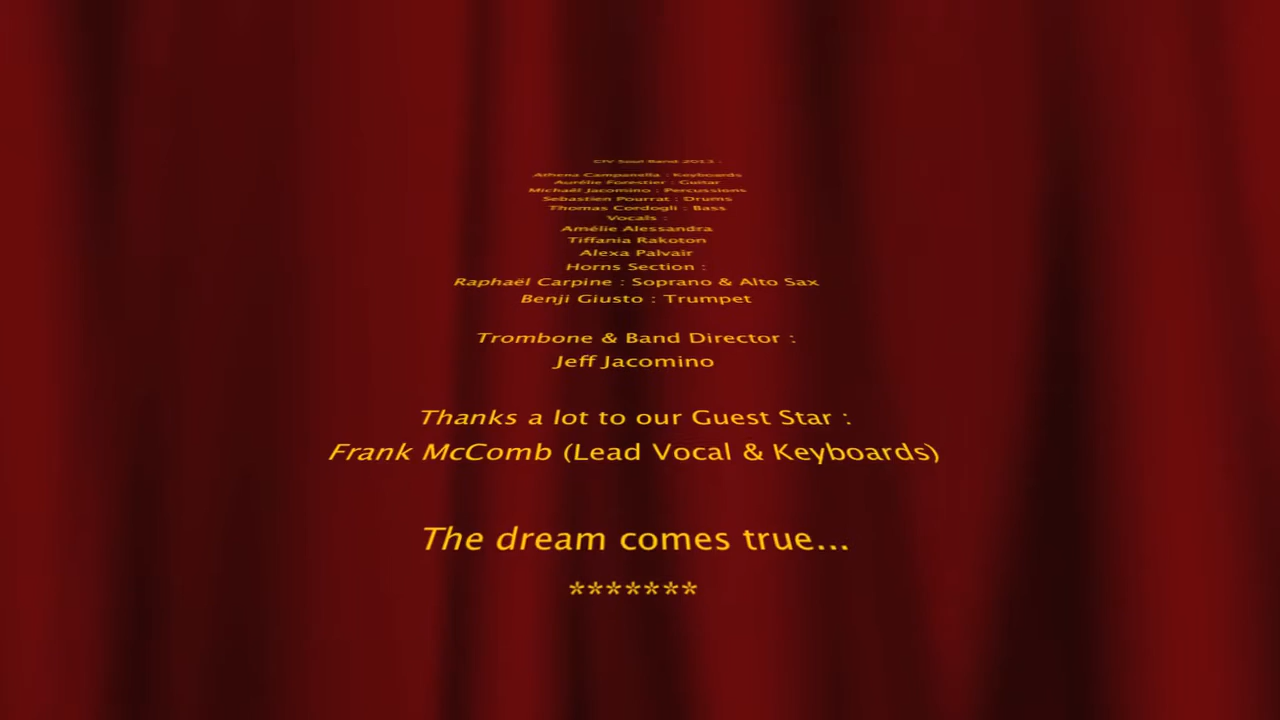 CIV Soul Band 2013 :
Athena Campanella : Keyboards
Aurélie Forestier : Guitar
Michaël Jacomino : Percussions
Sebastien Pourrat : Drums
Thomas Cordogli : Bass
Vocals :
Amélie Alessandra
Tiffania Rakoton
Alexa Palvair
Horns Section :
Raphaël Carpine : Soprano & Alto Sax
Benji Giusto : Trumpet
Trombone & Band Director :
Jeff Jacomino
Thanks a lot to our Guest Star :
Frank McComb (Lead Vocal & Keyboards)
The dream comes true...
*******